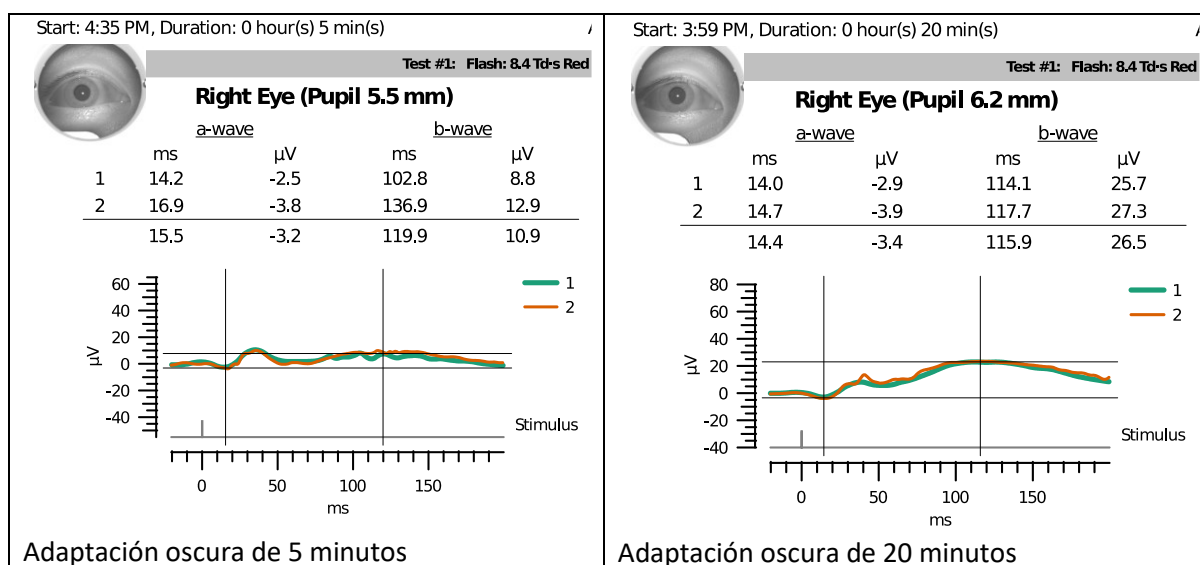 Start: 4:35 PM, Duration: 0 hour(s) 5 min(s)
Test #1: Flash: 8.4 Td·s Red
Right Eye (Pupil 5.5 mm)
a-wave b-wave
ms µV ms µV
1 14.2 -2.5 102.8 8.8
2 16.9 -3.8 136.9 12.9
15.5 -3.2 119.9 10.9
60
40
20
0
-20
-40
µV
1
2
Stimulus
0 50 100 150
ms
Adaptación oscura de 5 minutos
Start: 3:59 PM, Duration: 0 hour(s) 20 min(s)
Test #1: Flash: 8.4 Td·s Red
Right Eye (Pupil 6.2 mm)
a-wave b-wave
ms µV ms µV
1 14.0 -2.9 114.1 25.7
2 14.7 -3.9 117.7 27.3
14.4 -3.4 115.9 26.5
80
60
40
20
0
-20
-40
µV
1
2
Stimulus
0 50 100 150
ms
Adaptación oscura de 20 minutos